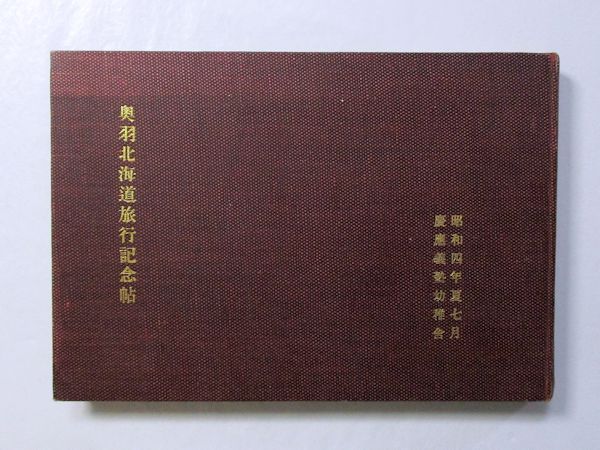 昭和四年夏七月
慶應義塾幼稚舎
奥羽北海道旅行記念帖